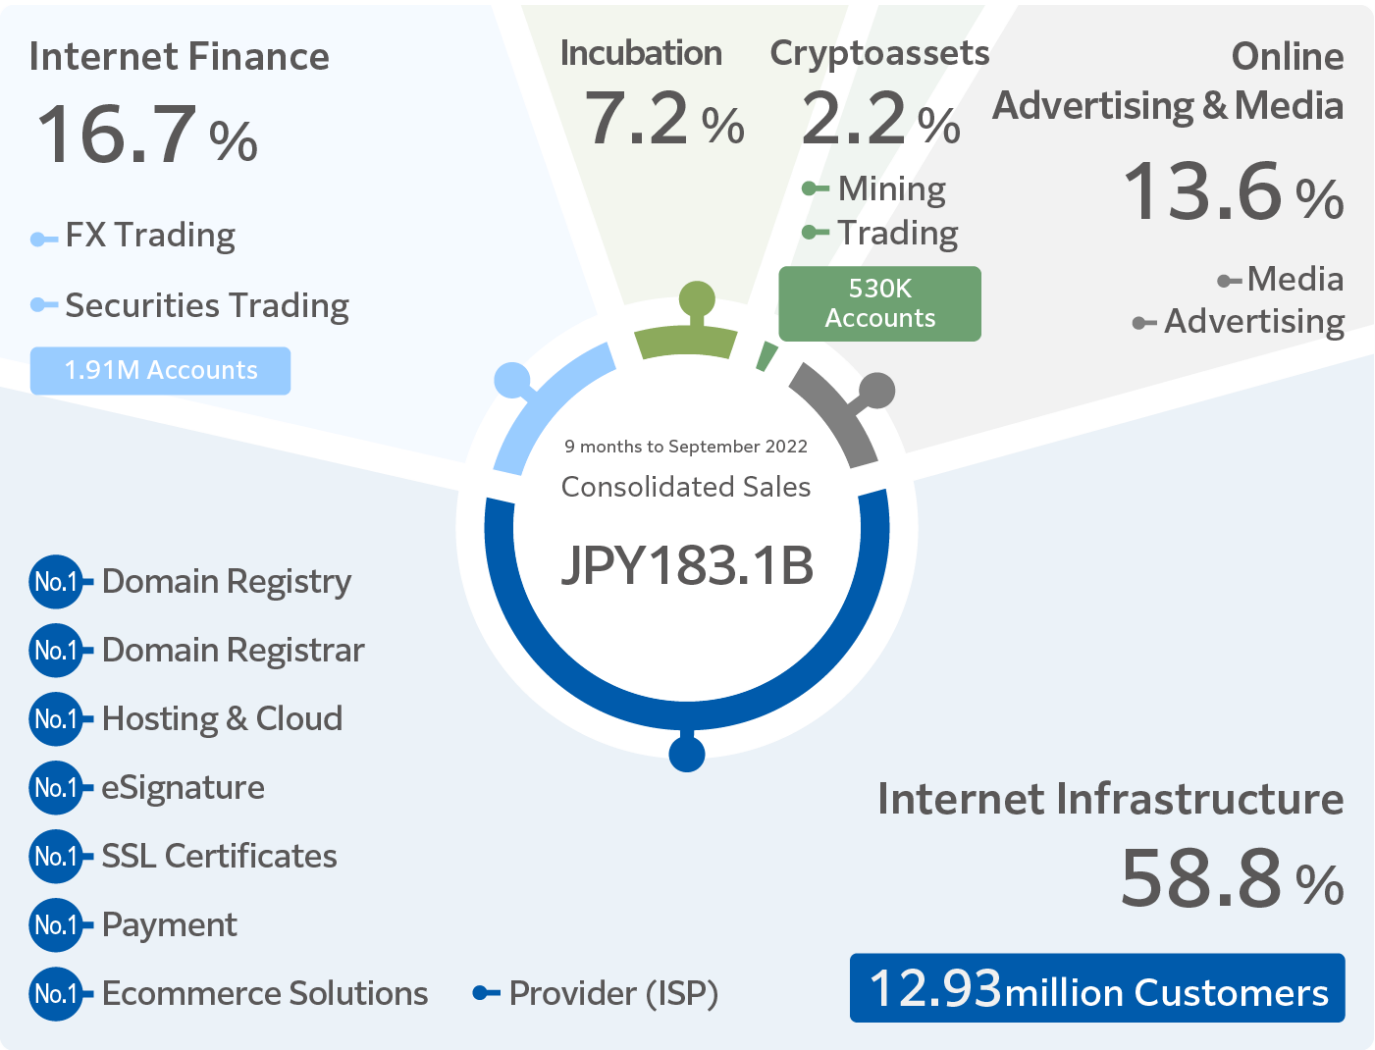 Internet Finance
16.7 %
FX Trading
Securities Trading
1.91M Accounts
Incubation
7.2 %
Cryptoassets
2.2 %
Mining
Trading
530K
Accounts
Online
Advertising & Media
13.6 %
Media
Advertising
9 months to September 2022
Consolidated Sales
JPY183.1B
No.1 Domain Registry
No.1 Domain Registrar
No.1 Hosting & Cloud
No.1 eSignature
No.1 SSL Certificates
No.1 Payment
No.1 Ecommerce Solutions
Provider (ISP)
Internet Infrastructure
58.8 %
12.93million Customers